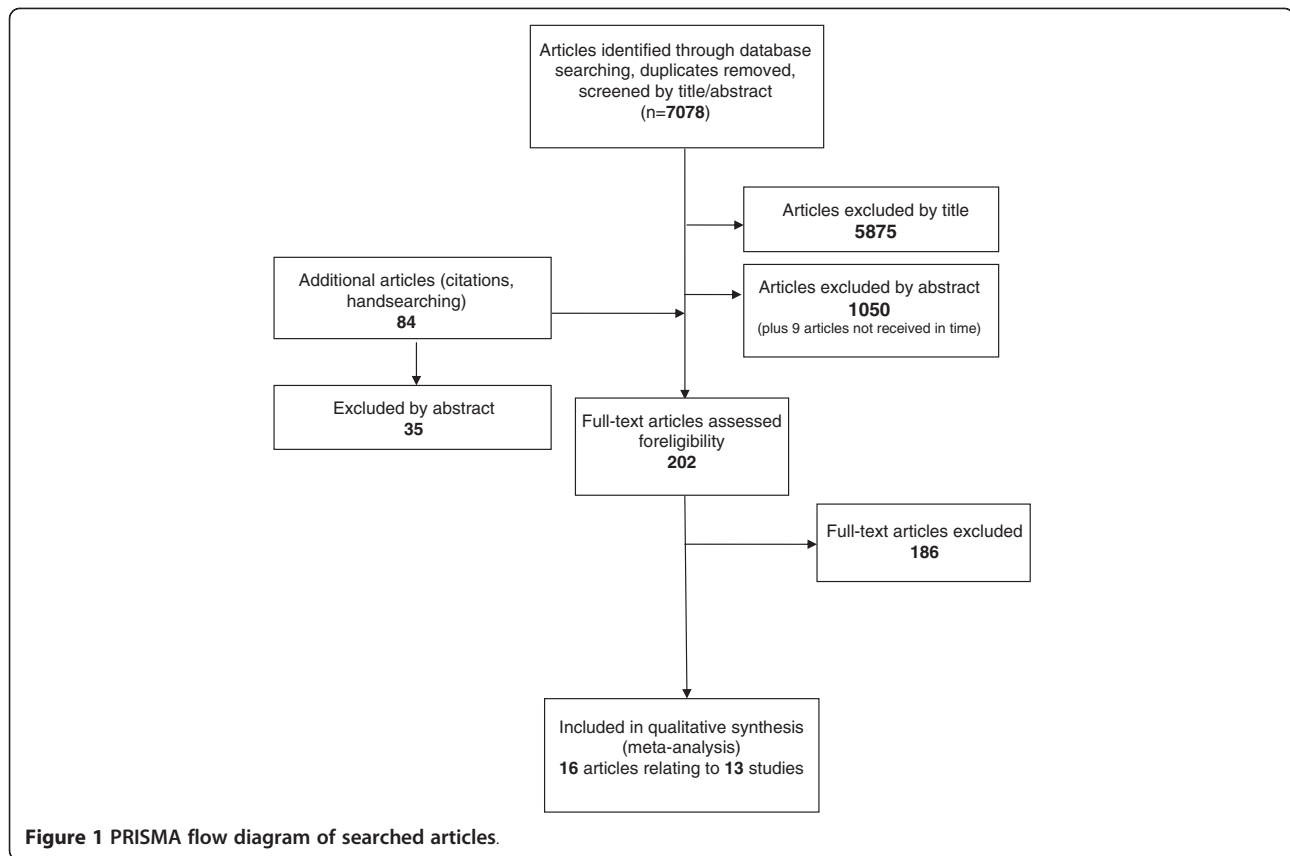 Articles identified through database
searching, duplicates removed,
screened by title/abstract
(n=7078)
Articles excluded by title
5875
Additional articles (citations,
handsearching)
84
Articles excluded by abstract
1050
(plus 9 articles not received in time)
Excluded by abstract
35
Full-text articles assessed
foreligibility
202
Full-text articles excluded
186
Included in qualitative synthesis
(meta-analysis)
16 articles relating to 13 studies
Figure 1 PRISMA flow diagram of searched articles.